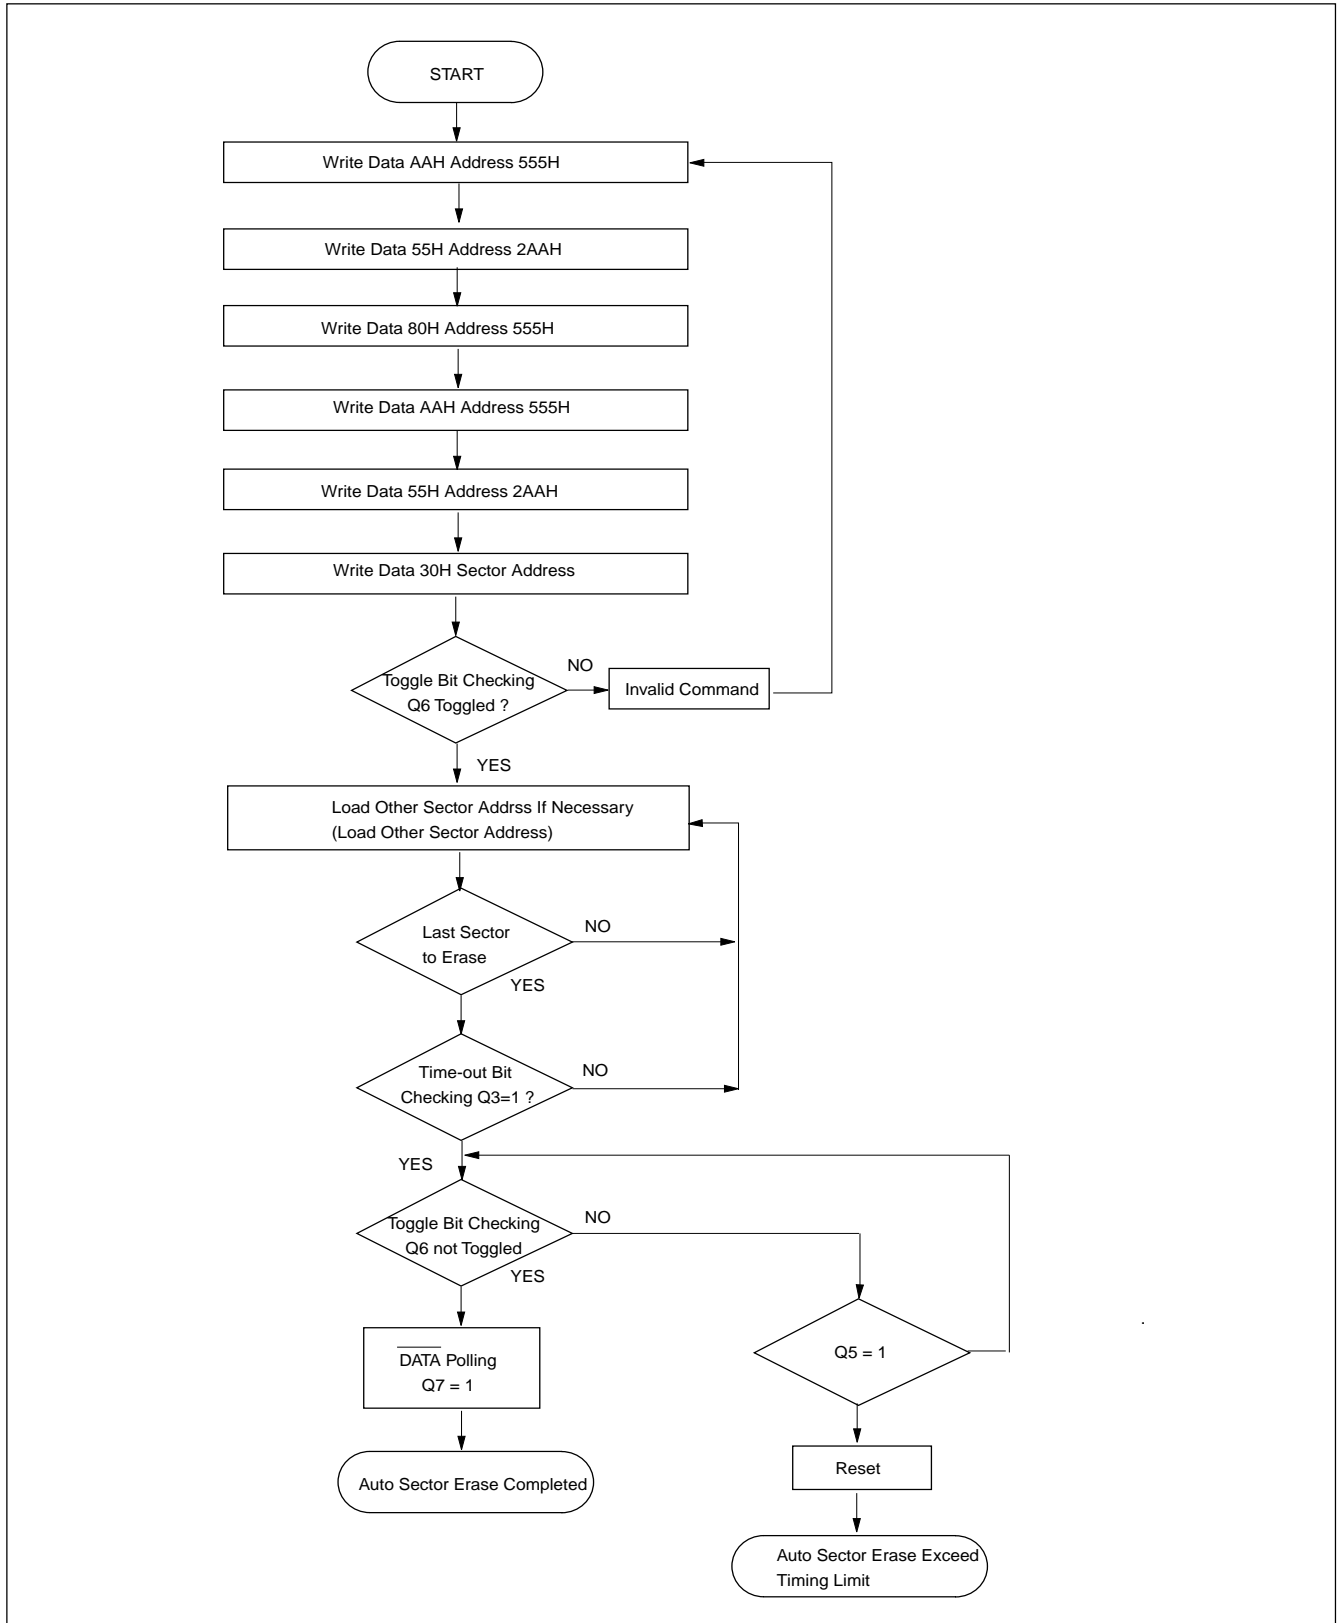 START
Write Data AAH Address 555H
Write Data 55H Address 2AAH
Write Data 80H Address 555H
Write Data AAH Address 555H
Write Data 55H Address 2AAH
Write Data 30H Sector Address
Toggle Bit Checking
Q6 Toggled ?
NO
Invalid Command
YES
Load Other Sector Addrss If Necessary
(Load Other Sector Address)
Last Sector
to Erase
NO
YES
Time-out Bit
Checking Q3=1 ?
NO
YES
Toggle Bit Checking
Q6 not Toggled
NO
YES
DATA Polling
Q7 = 1
Q5 = 1
Auto Sector Erase Completed
Reset
Auto Sector Erase Exceed
Timing Limit